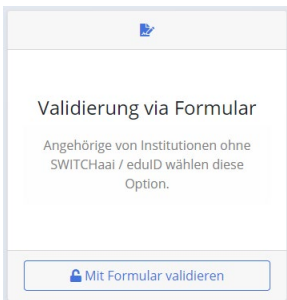 Validierung via Formular
Angehörige von Institutionen ohne
SWITCHaai / eduID wählen diese
Option.
Mit Formular validieren